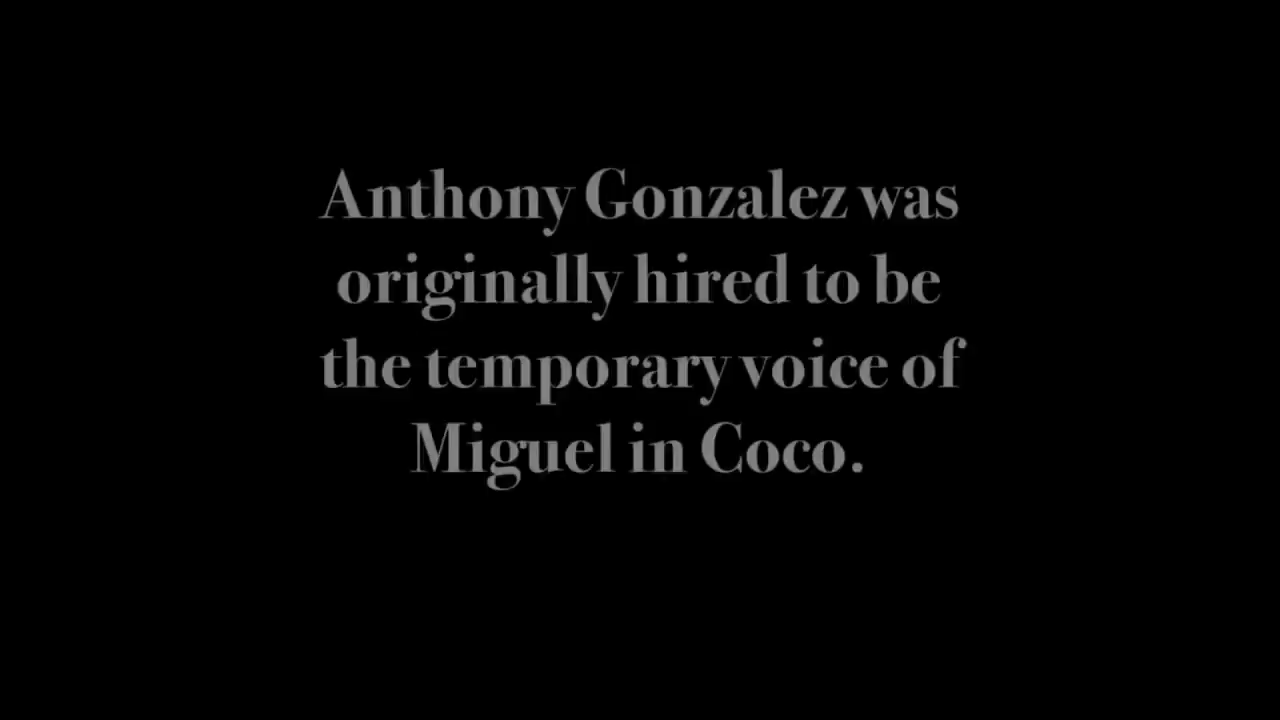 Anthony Gonzalez was
originally hired to be
the temporary voice of
Miguel in Coco.